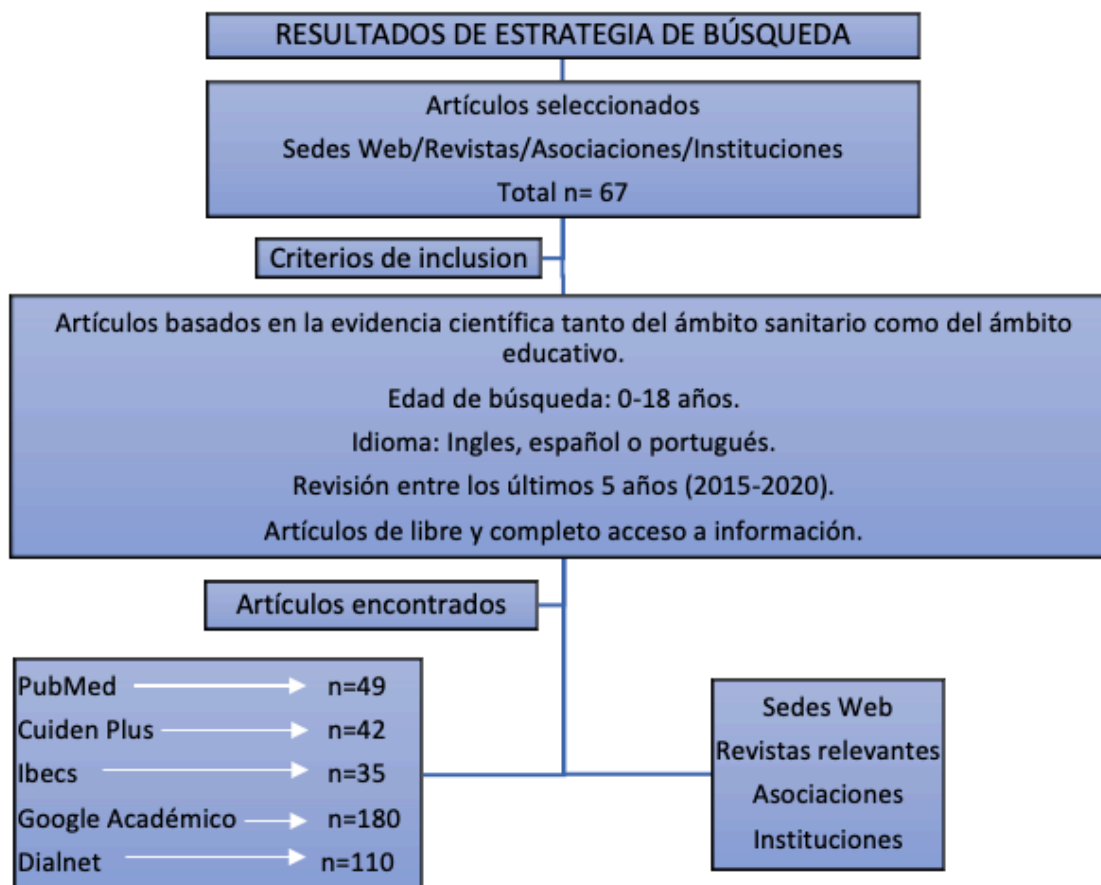 RESULTADOS DE ESTRATEGIA DE BÚSQUEDA
Artículos seleccionados
Sedes Web/Revistas/Asociaciones/Instituciones
Total n= 67
Criterios de inclusion
Artículos basados en la evidencia científica tanto del ámbito sanitario como del ámbito
educativo.
Edad de búsqueda: 0-18 años.
Idioma: Ingles, español o portugués.
Revisión entre los últimos 5 años (2015-2020).
Artículos de libre y completo acceso a información.
Artículos encontrados
PubMed n=49
Cuiden Plus n=42
Ibecs n=35
Google Académico n=180
Dialnet n=110
Sedes Web
Revistas relevantes
Asociaciones
Instituciones